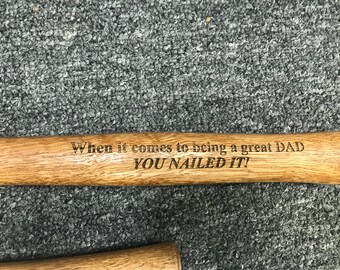 When it comes to being a great DAD
YOU NAILED IT!